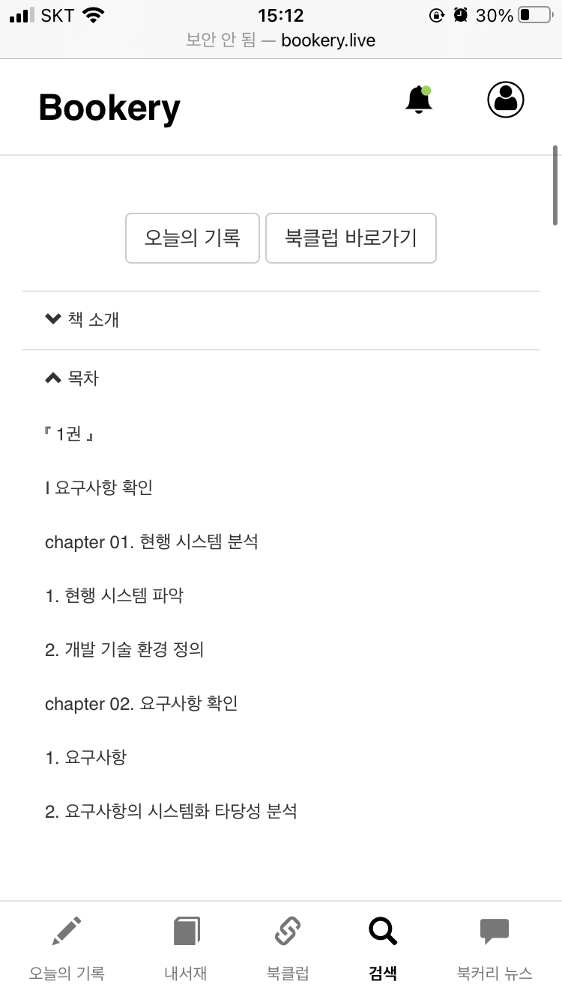 SKT 15:12 30%
보안 안 됨 — bookery.live
Bookery
오늘의 기록 북클럽 바로가기
책 소개
목차
『 1권 』
I 요구사항 확인
chapter 01. 현행 시스템 분석
1. 현행 시스템 파악
2. 개발 기술 환경 정의
chapter 02. 요구사항 확인
1. 요구사항
2. 요구사항의 시스템화 타당성 분석
오늘의 기록 내서재 북클럽 검색 북커리 뉴스